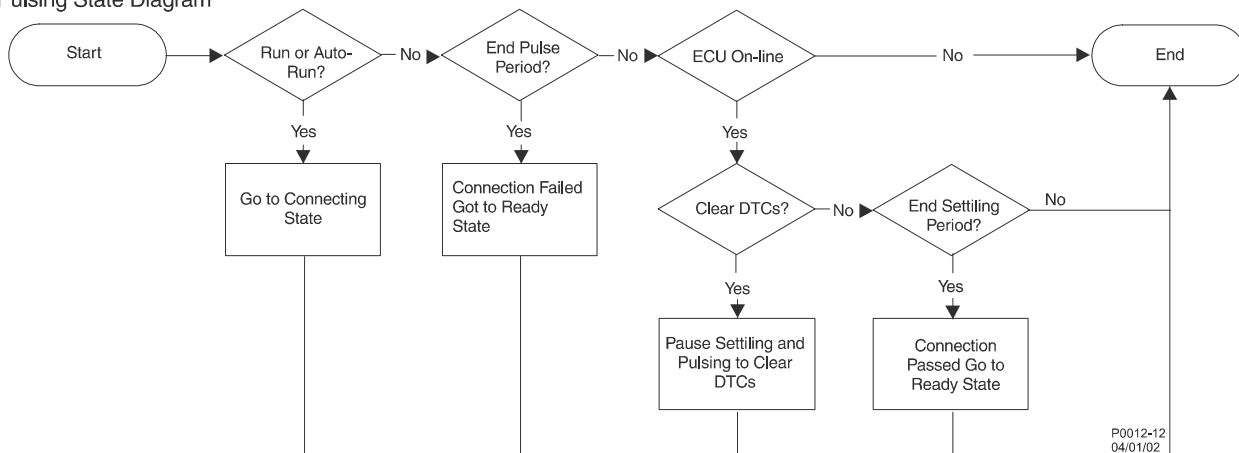 Pulsing State Diagram
Start
Run or Auto-
Run?
No
End Pulse
Period?
No
ECU On-line
No
End
Yes
Yes
Yes
Go to Connecting
State
Connection Failed
Got to Ready
State
Clear DTCs?
No
End Settiling
Period?
No
Yes
Yes
Pause Settiling and
Pulsing to Clear
DTCs
Connection
Passed Go to
Ready State
P0012-12
04/01/02